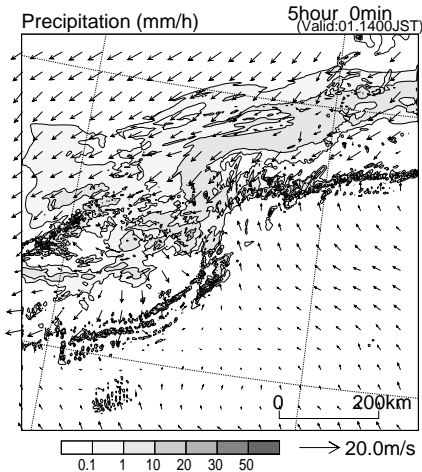 Precipitation (mm/h)
5hour 0min
(Valid:01.1400JST)
0 200km
0.1 1 10 20 30 50
20.0m/s